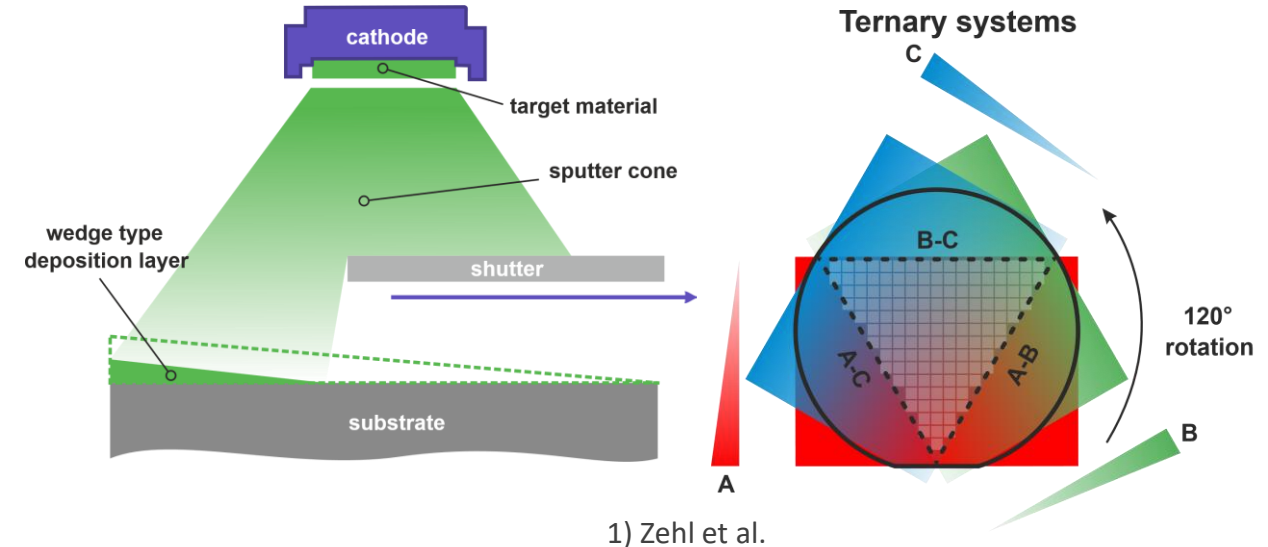 cathode
target material
sputter cone
wedge type
deposition layer
shutter
substrate
Ternary systems
C
B-C
A-C
A-B
120°
rotation
A
B
1) Zehl et al.